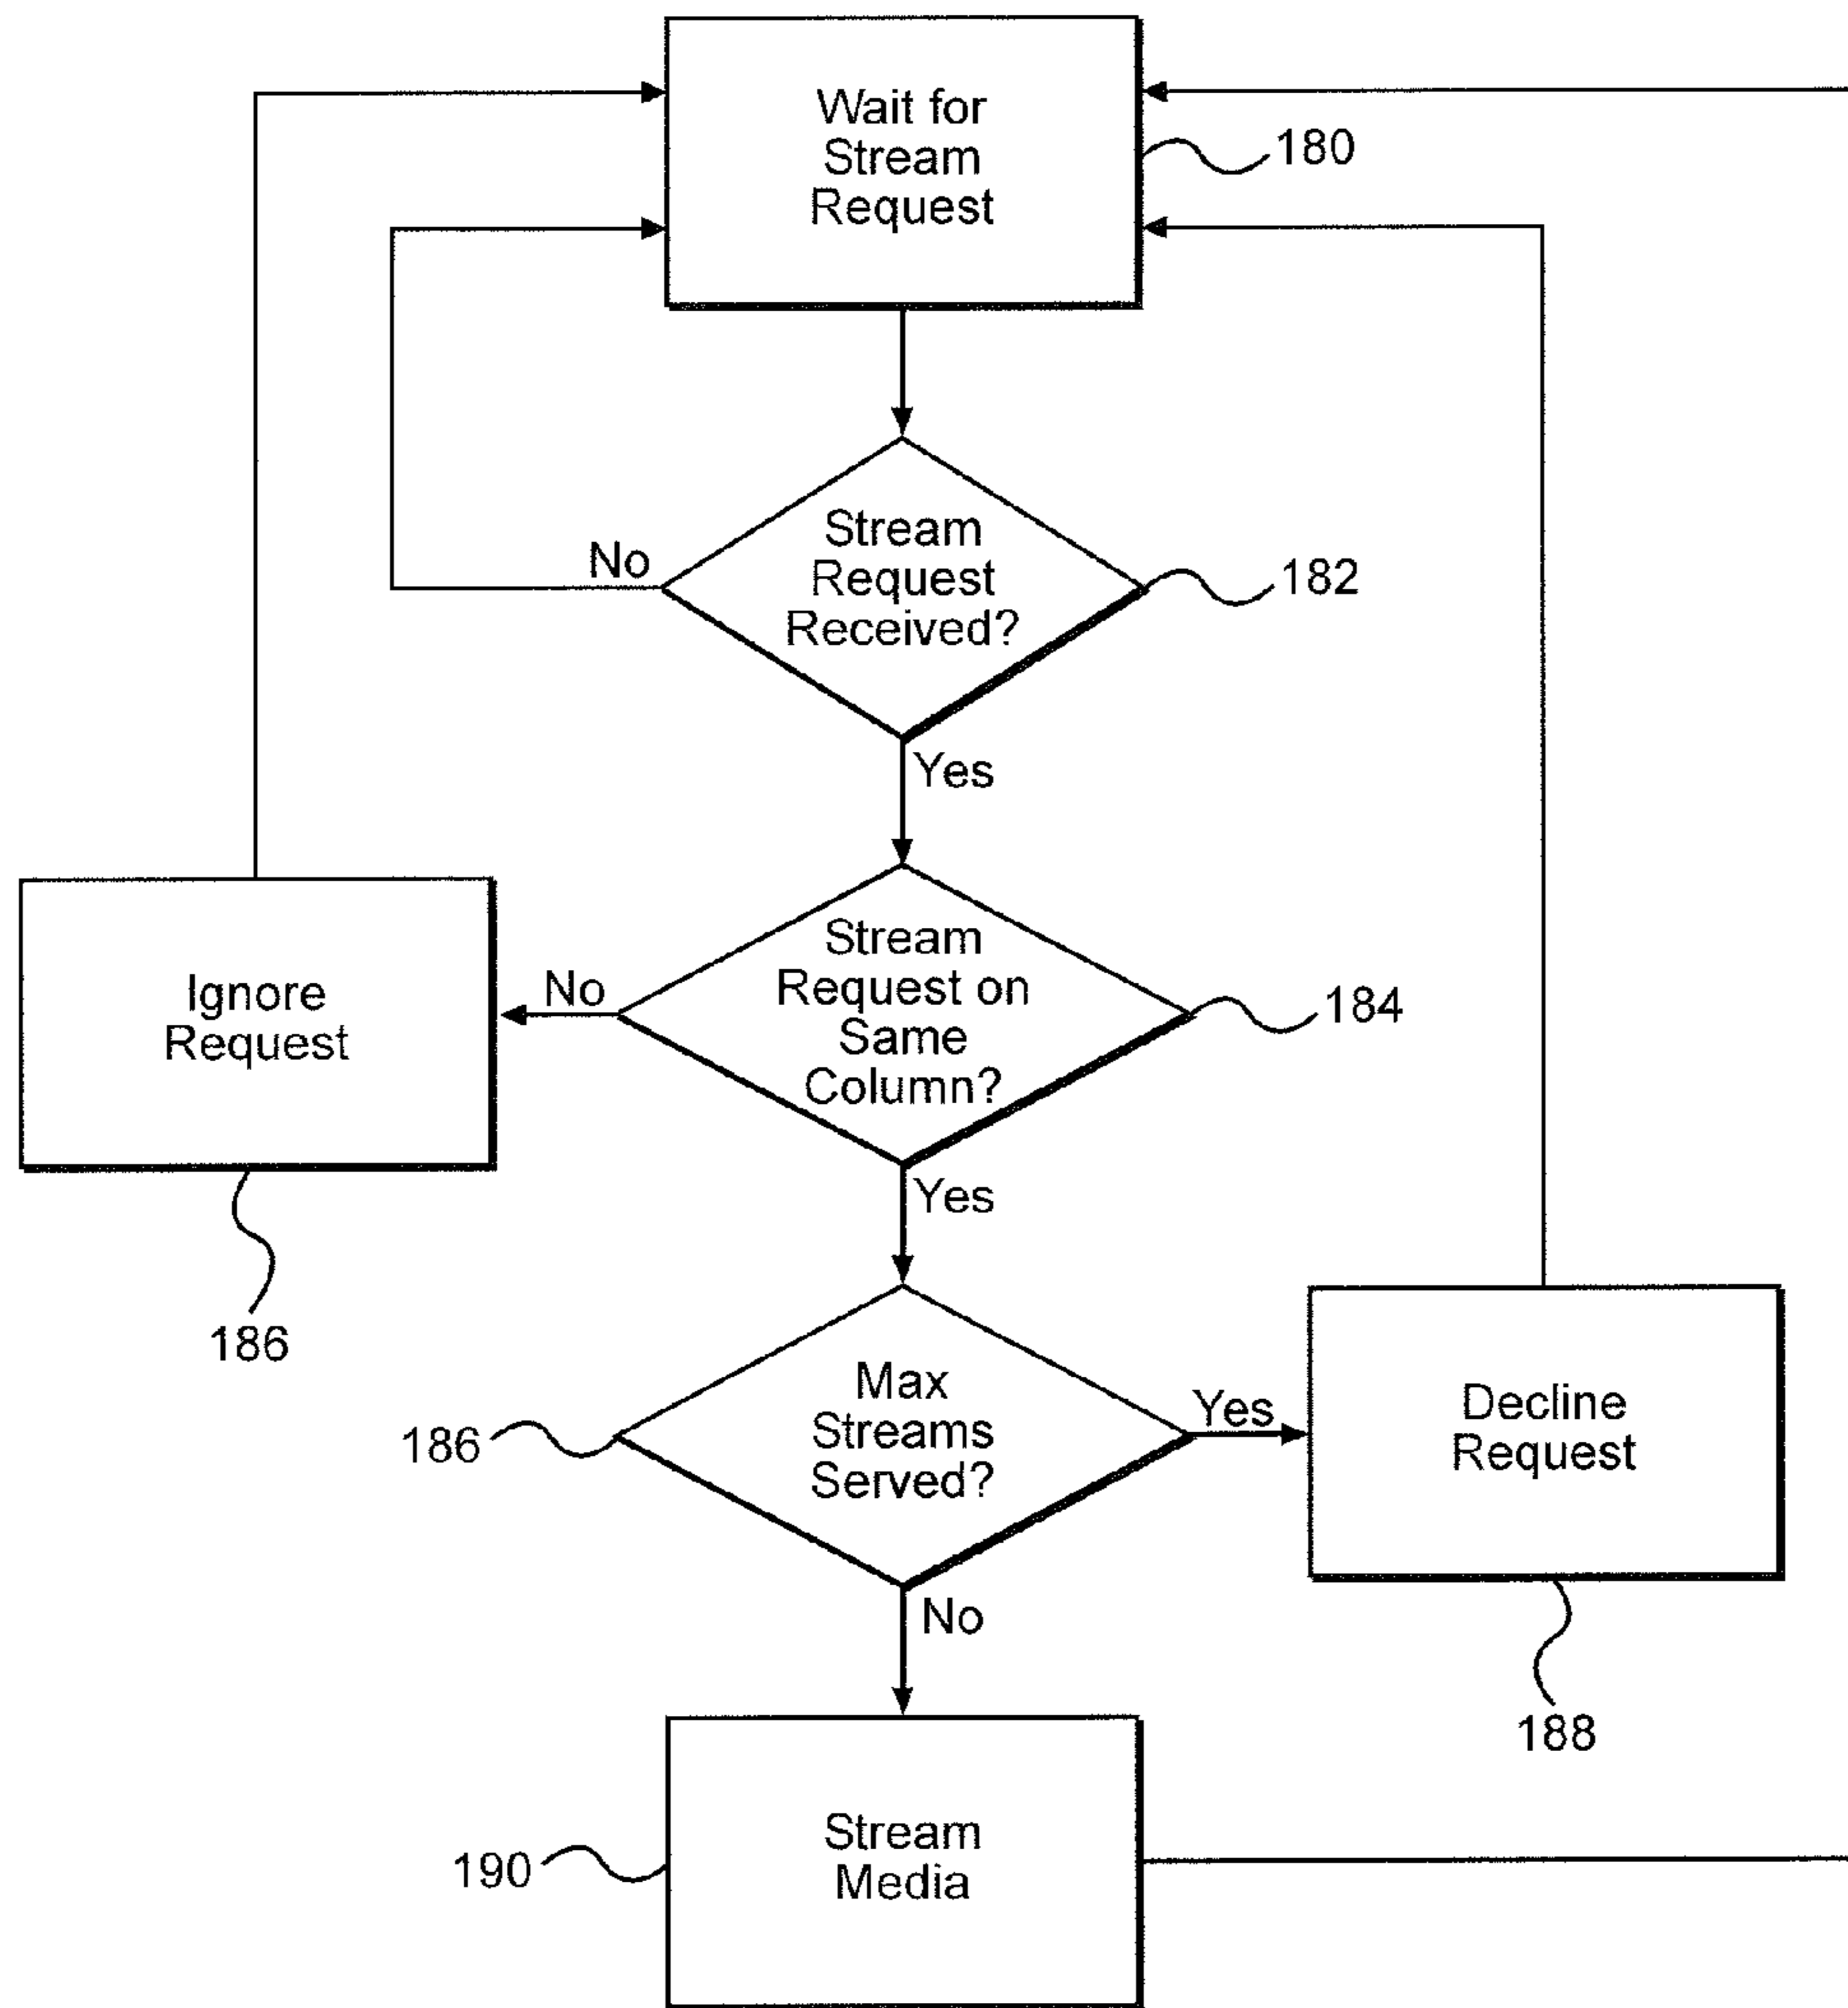 Wait for
Stream
Request
180
Stream
Request
Received?
182
No
Yes
Stream
Request on
Same
Column?
184
No
Ignore
Request
186
Yes
Max
Streams
Served?
186
Yes
Decline
Request
188
No
Stream
Media
190